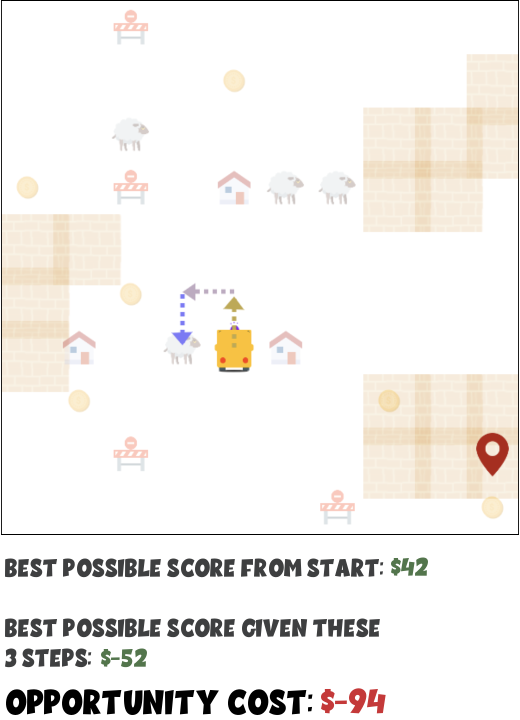 BEST POSSIBLE SCORE FROM START: $42
BEST POSSIBLE SCORE GIVEN THESE
3 STEPS: $-52
OPPORTUNITY COST: $-94